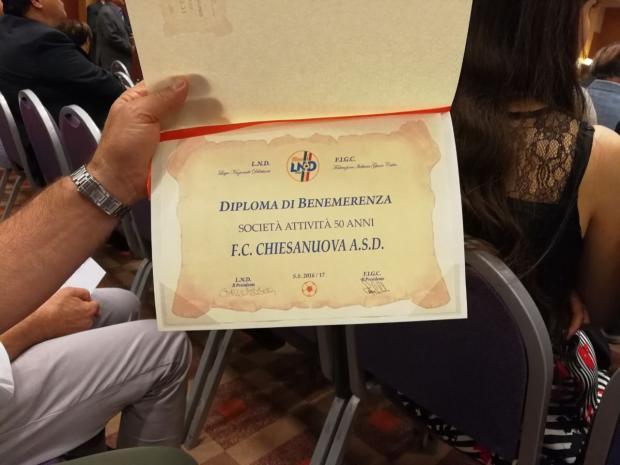 L.N.D. F.I.G.C.
Lega Nazionale Dilettanti LND Federazione Italiana Giuoco Calcio
DIPLOMA DI BENEMERENZA
SOCIETÀ ATTIVITÀ 50 ANNI
F.C. CHIESANUOVA A.S.D.
L.N.D. S.S. 2016 / 17 F.I.G.C.
Il Presidente Il Presidente